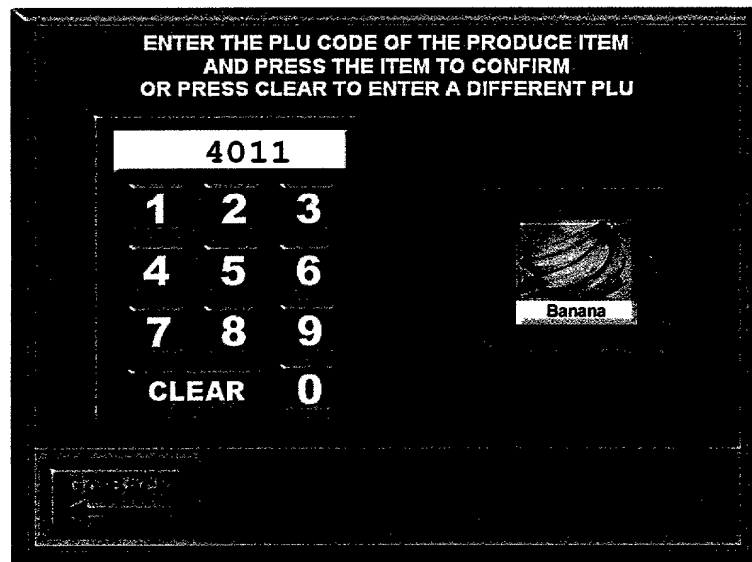 ENTER THE PLU CODE OF THE PRODUCE ITEM
AND PRESS THE ITEM TO CONFIRM
OR PRESS CLEAR TO ENTER A DIFFERENT PLU
4011
1 2 3
4 5 6
7 8 9
Banana
CLEAR 0